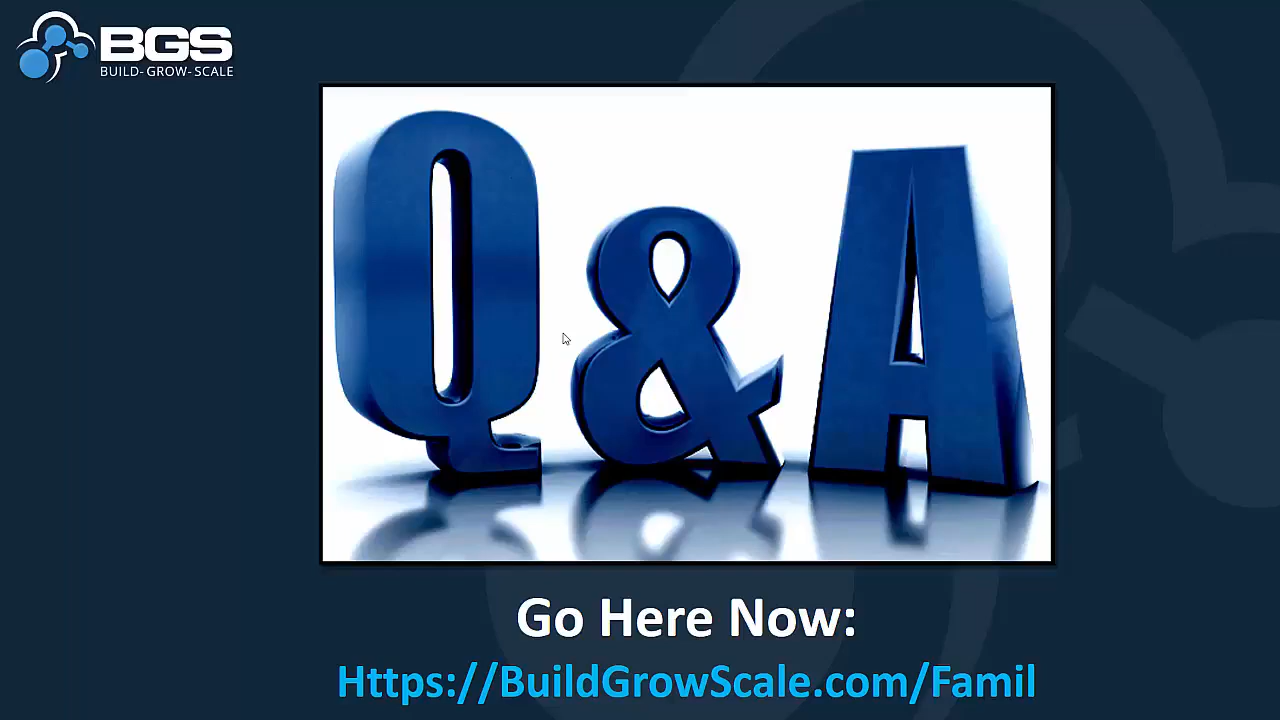 BGS
BUILD-GROW-SCALE
Q & A
Go Here Now:
Https://BuildGrowScale.com/Famil